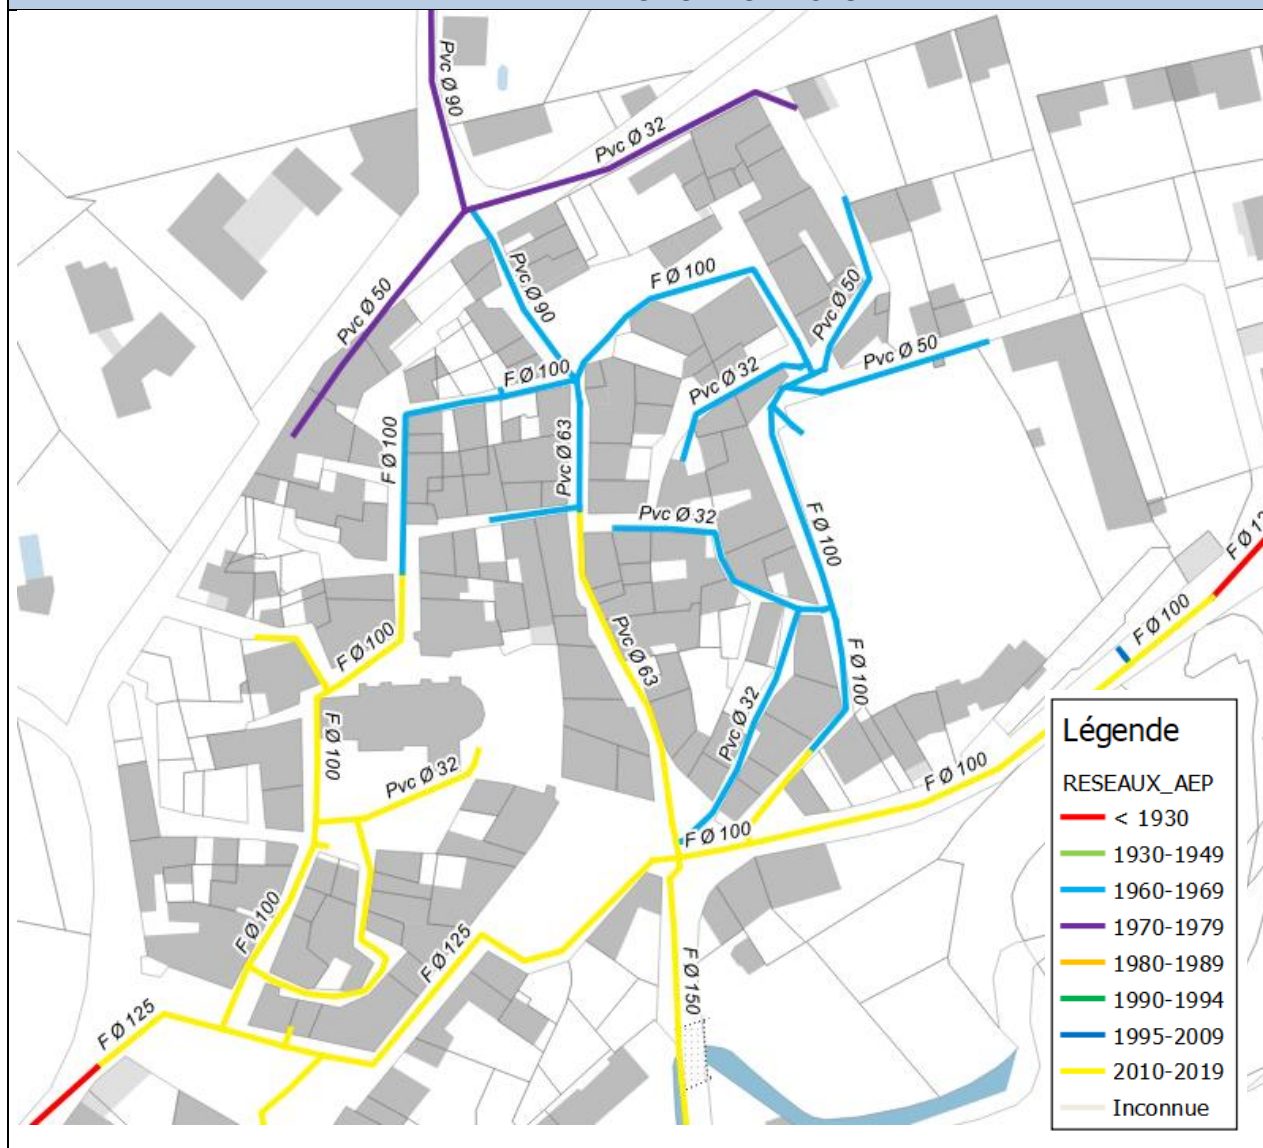 Pvc Ø 90
Pvc Ø 32
Pvc Ø 50
Pvc Ø 90
F Ø 100
Pvc Ø 50
F Ø 100
Pvc Ø 32
Pvc Ø 50
F Ø 100
Pvc Ø 63
Pvc Ø 32
F Ø 100
F Ø 100
F Ø 100
Pvc Ø 63
F Ø 100
Pvc Ø 32
F Ø 100
Pvc Ø 32
F Ø 100
F Ø 100
F Ø 100
F Ø 125
F Ø 150
F Ø 125
Légende
RESEAUX_AEP
< 1930
1930-1949
1960-1969
1970-1979
1980-1989
1990-1994
1995-2009
2010-2019
Inconnue